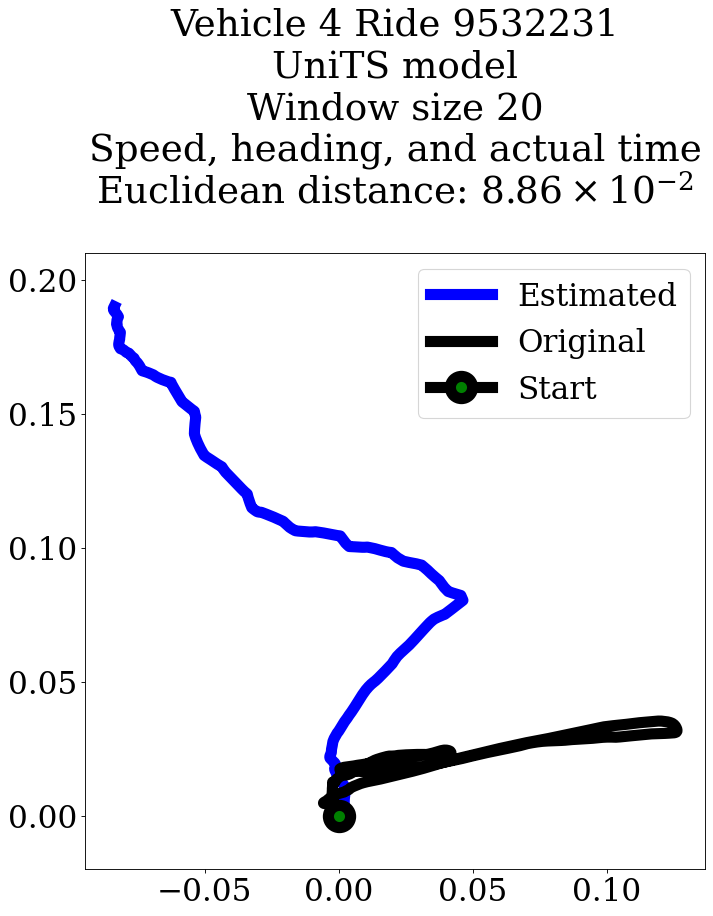 Vehicle 4 Ride 9532231
UniTS model
Window size 20
Speed, heading, and actual time
Euclidean distance: 8.86 × 10⁻²
0.20
0.15
0.10
0.05
0.00
Estimated
Original
Start
−0.05 0.00 0.05 0.10